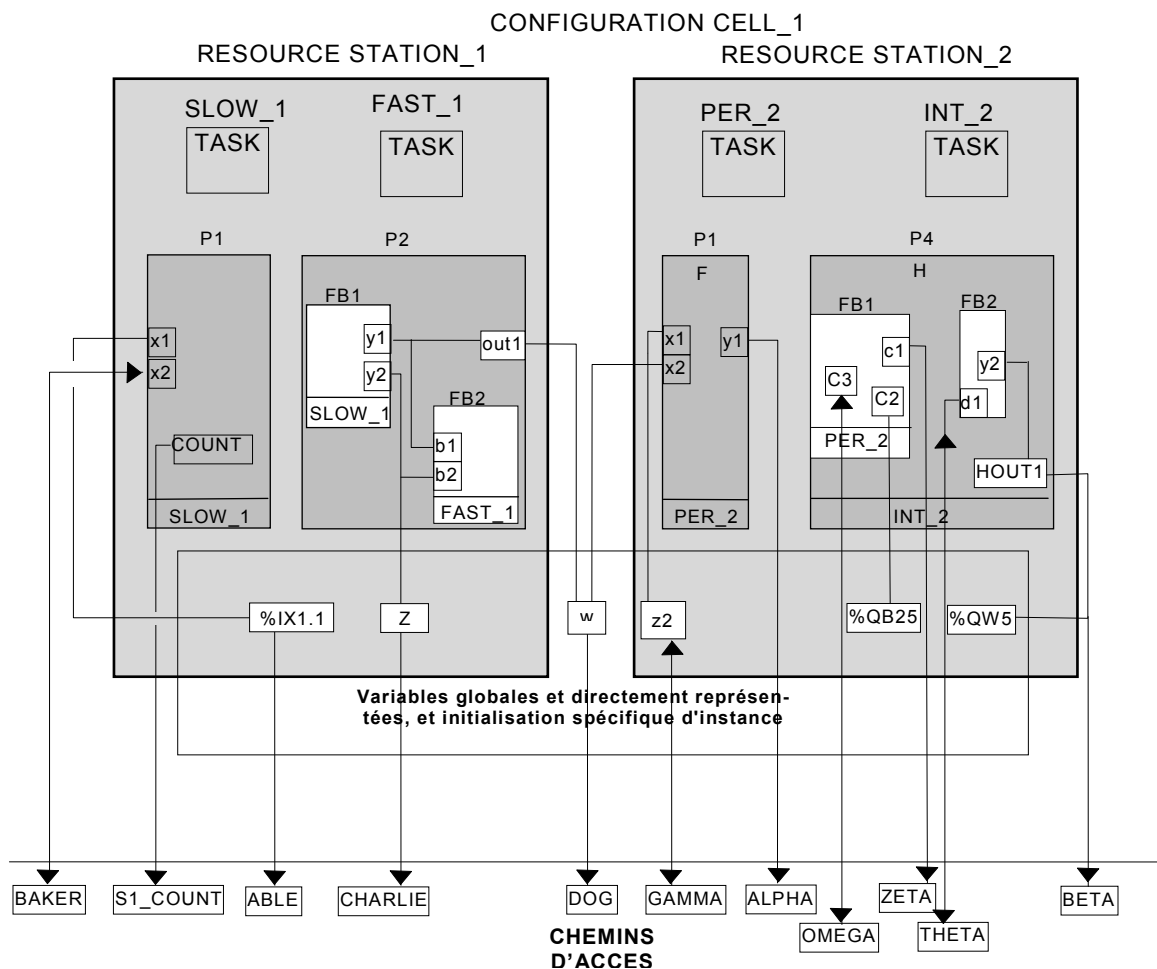 CONFIGURATION CELL_1
RESOURCE STATION_1
RESOURCE STATION_2
SLOW_1
FAST_1
PER_2
INT_2
TASK
TASK
TASK
TASK
P1
P2
P1
P4
F
H
FB1
FB1
FB2
x1
y1
out1
x1
y1
c1
y2
x2
y2
x2
C3
C2
d1
SLOW_1
FB2
COUNT
b1
PER_2
b2
HOUT1
SLOW_1
FAST_1
PER_2
INT_2
%IX1.1
Z
w
z2
%QB25
%QW5
Variables globales et directement représen-
tées, et initialisation spécifique d'instance
BAKER
S1_COUNT
ABLE
CHARLIE
DOG
GAMMA
ALPHA
ZETA
BETA
OMEGA
THETA
CHEMINS
D'ACCES